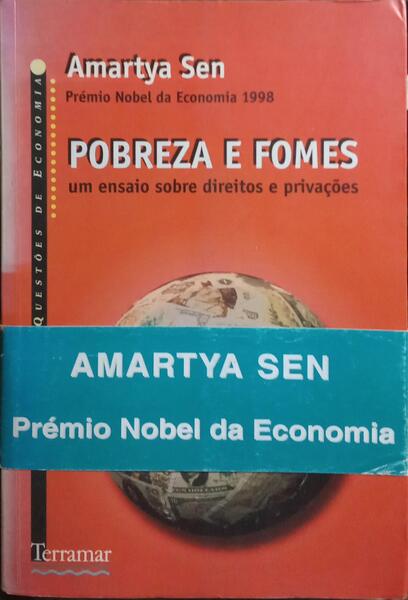 Amartya Sen
Prémio Nobel da Economia 1998
POBREZA E FOMES
um ensaio sobre direitos e privações
QUESTÕES DE ECONOMIA
AMARTYA SEN
Prémio Nobel da Economia
Terramar